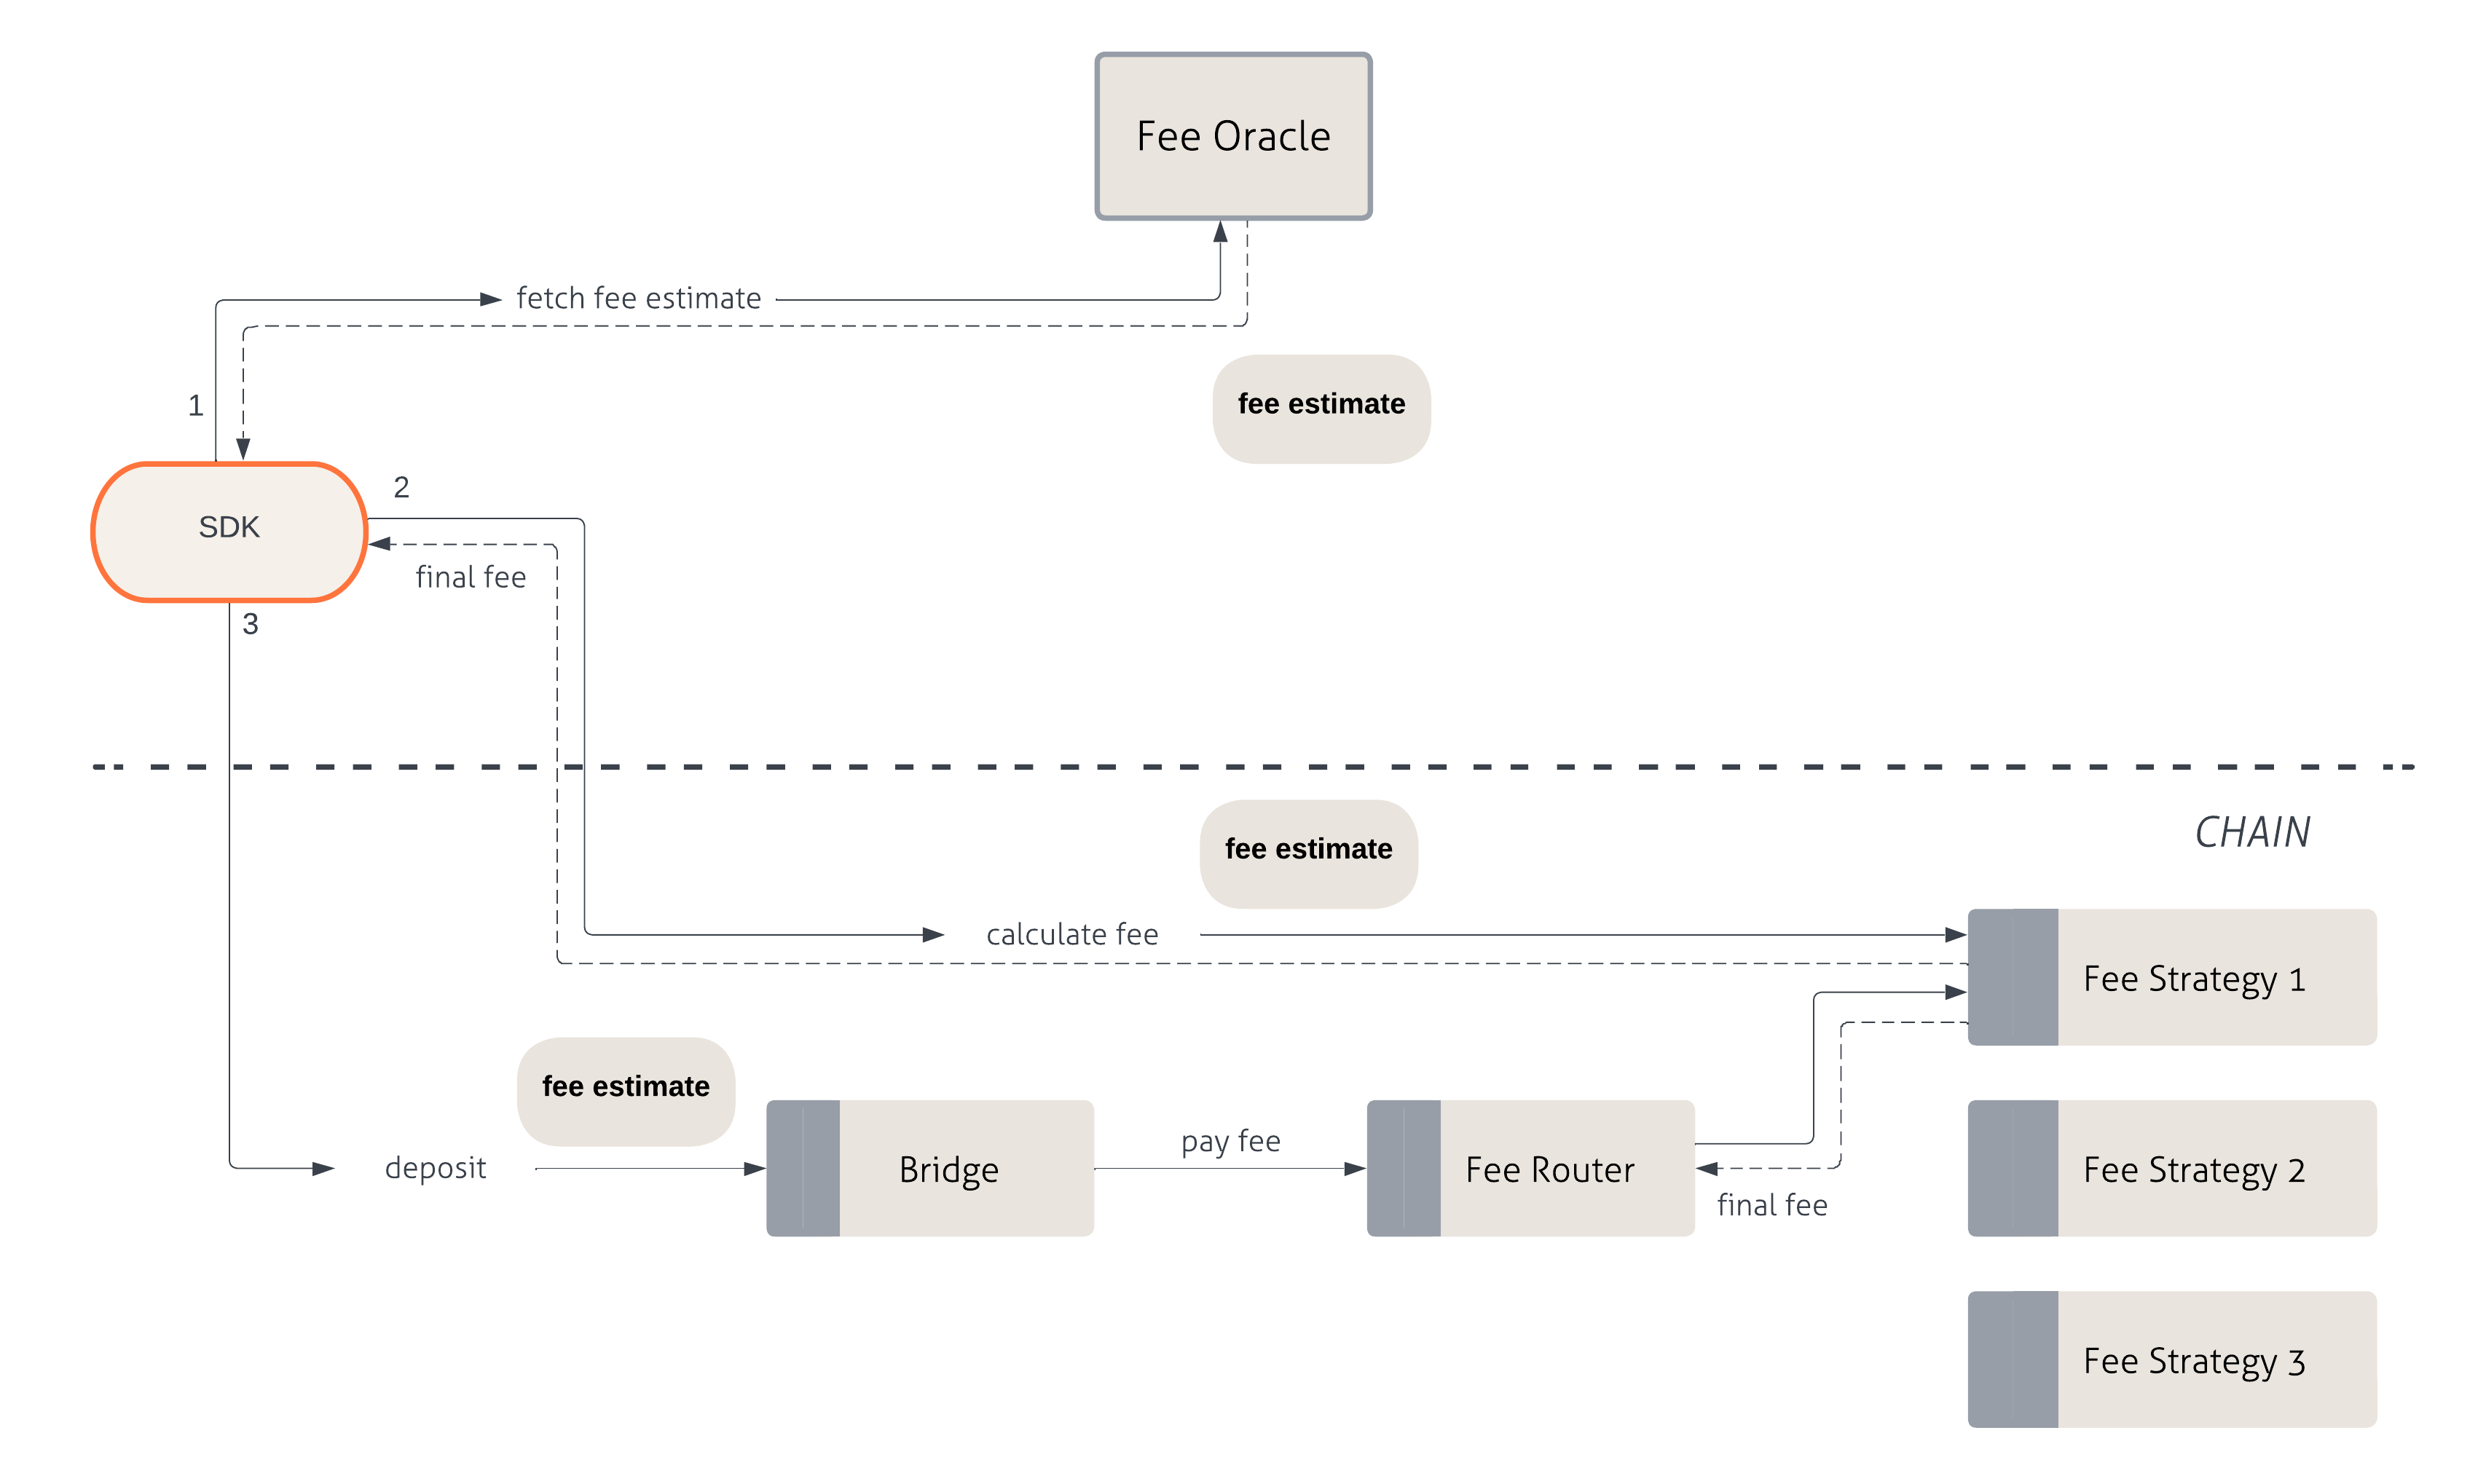 Fee Oracle
fetch fee estimate
fee estimate
1
2
SDK
final fee
3
CHAIN
fee estimate
calculate fee
Fee Strategy 1
fee estimate
deposit
Bridge
pay fee
Fee Router
final fee
Fee Strategy 2
Fee Strategy 3